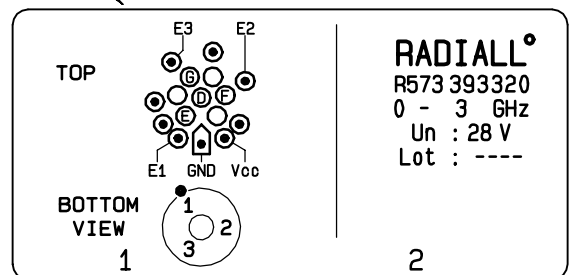 E3 E2
TOP
G
D F
E
E1 GND Vcc
BOTTOM
VIEW
1
2
3
1
RADIALL°
R573 393320
0 - 3 GHz
Un : 28 V
Lot : ----
2